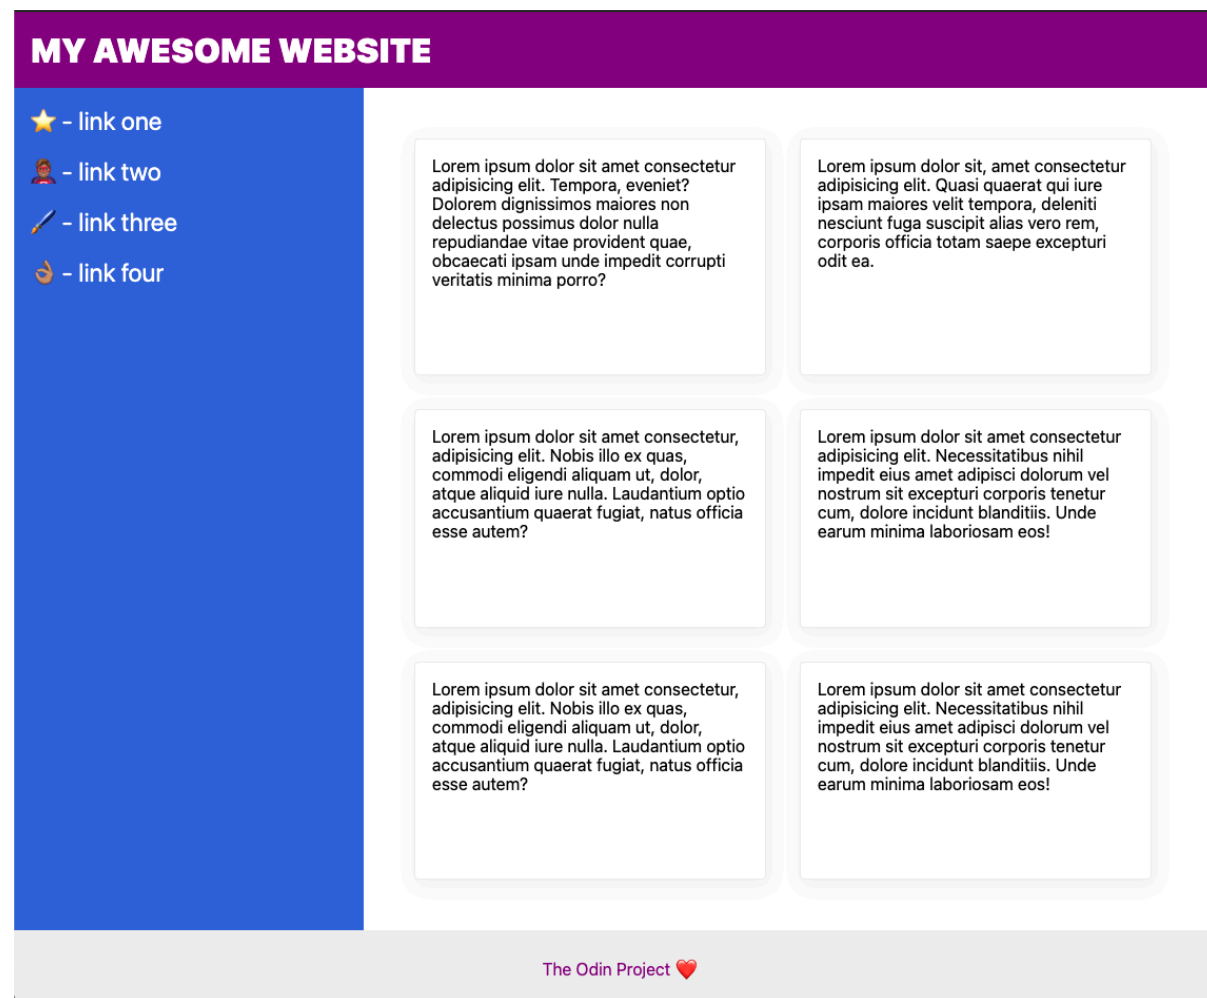 MY AWESOME WEBSITE
⭐ - link one
🦸🏽‍♂️ - link two
🖌️ - link three
👌🏽 - link four
Lorem ipsum dolor sit amet consectetur
adipisicing elit. Tempora, eveniet?
Dolorem dignissimos maiores non
delectus possimus dolor nulla
repudiandae vitae provident quae,
obcaecati ipsam unde impedit corrupti
veritatis minima porro?
Lorem ipsum dolor sit, amet consectetur
adipisicing elit. Quasi quaerat qui iure
ipsam maiores velit tempora, deleniti
nesciunt fuga suscipit alias vero rem,
corporis officia totam saepe excepturi
odit ea.
Lorem ipsum dolor sit amet consectetur,
adipisicing elit. Nobis illo ex quas,
commodi eligendi aliquam ut, dolor,
atque aliquid iure nulla. Laudantium optio
accusantium quaerat fugiat, natus officia
esse autem?
Lorem ipsum dolor sit amet consectetur
adipisicing elit. Necessitatibus nihil
impedit eius amet adipisci dolorum vel
nostrum sit excepturi corporis tenetur
cum, dolore incidunt blanditiis. Unde
earum minima laboriosam eos!
Lorem ipsum dolor sit amet consectetur,
adipisicing elit. Nobis illo ex quas,
commodi eligendi aliquam ut, dolor,
atque aliquid iure nulla. Laudantium optio
accusantium quaerat fugiat, natus officia
esse autem?
Lorem ipsum dolor sit amet consectetur
adipisicing elit. Necessitatibus nihil
impedit eius amet adipisci dolorum vel
nostrum sit excepturi corporis tenetur
cum, dolore incidunt blanditiis. Unde
earum minima laboriosam eos!
The Odin Project ❤️